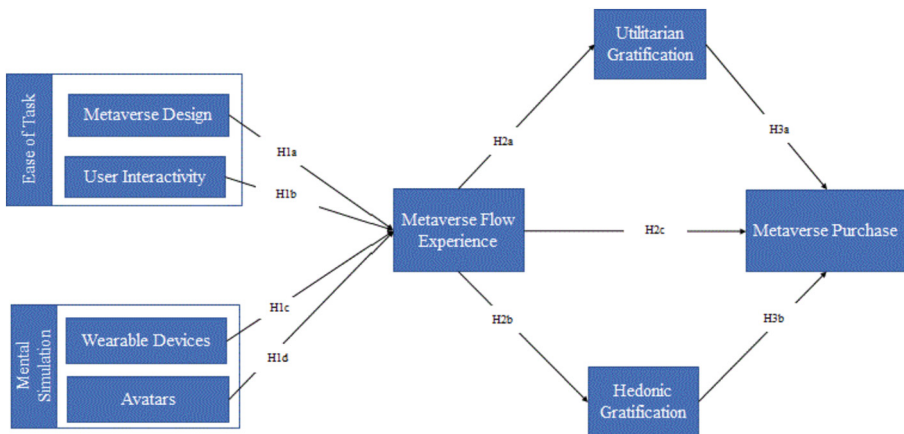 Utilitarian
Gratification
Ease of Task
Metaverse Design
User Interactivity
H1a
H1b
H2a
H3a
Metaverse Flow
Experience
H2c
Metaverse Purchase
Mental
Simulation
Wearable Devices
Avatars
H1c
H1d
H2b
H3b
Hedonic
Gratification